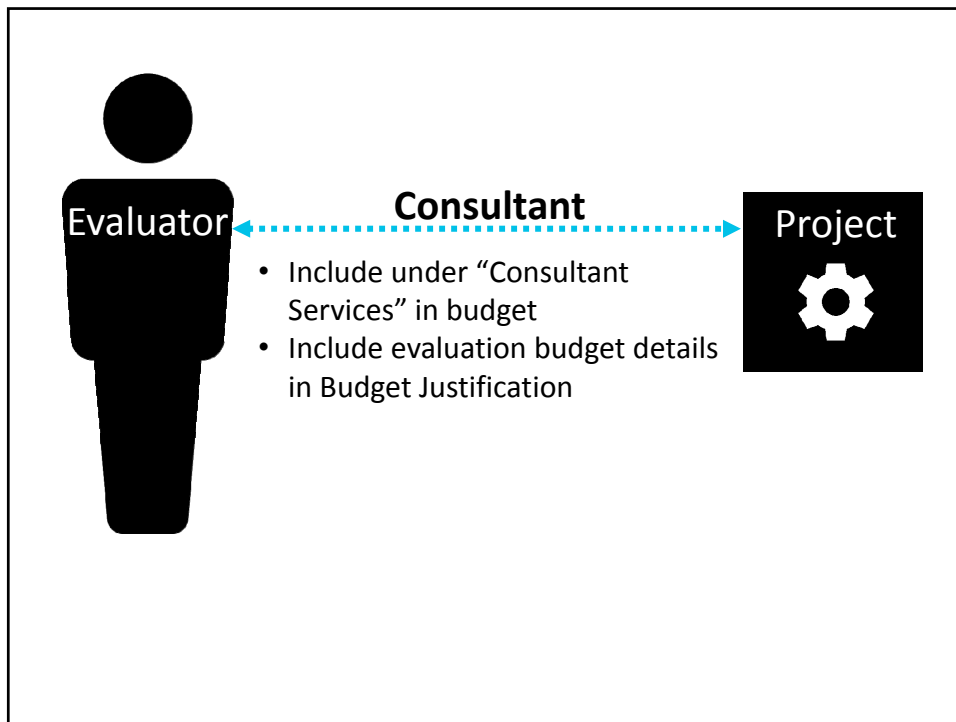 Evaluator
Consultant
Project
• Include under “Consultant
Services” in budget
• Include evaluation budget details
in Budget Justification